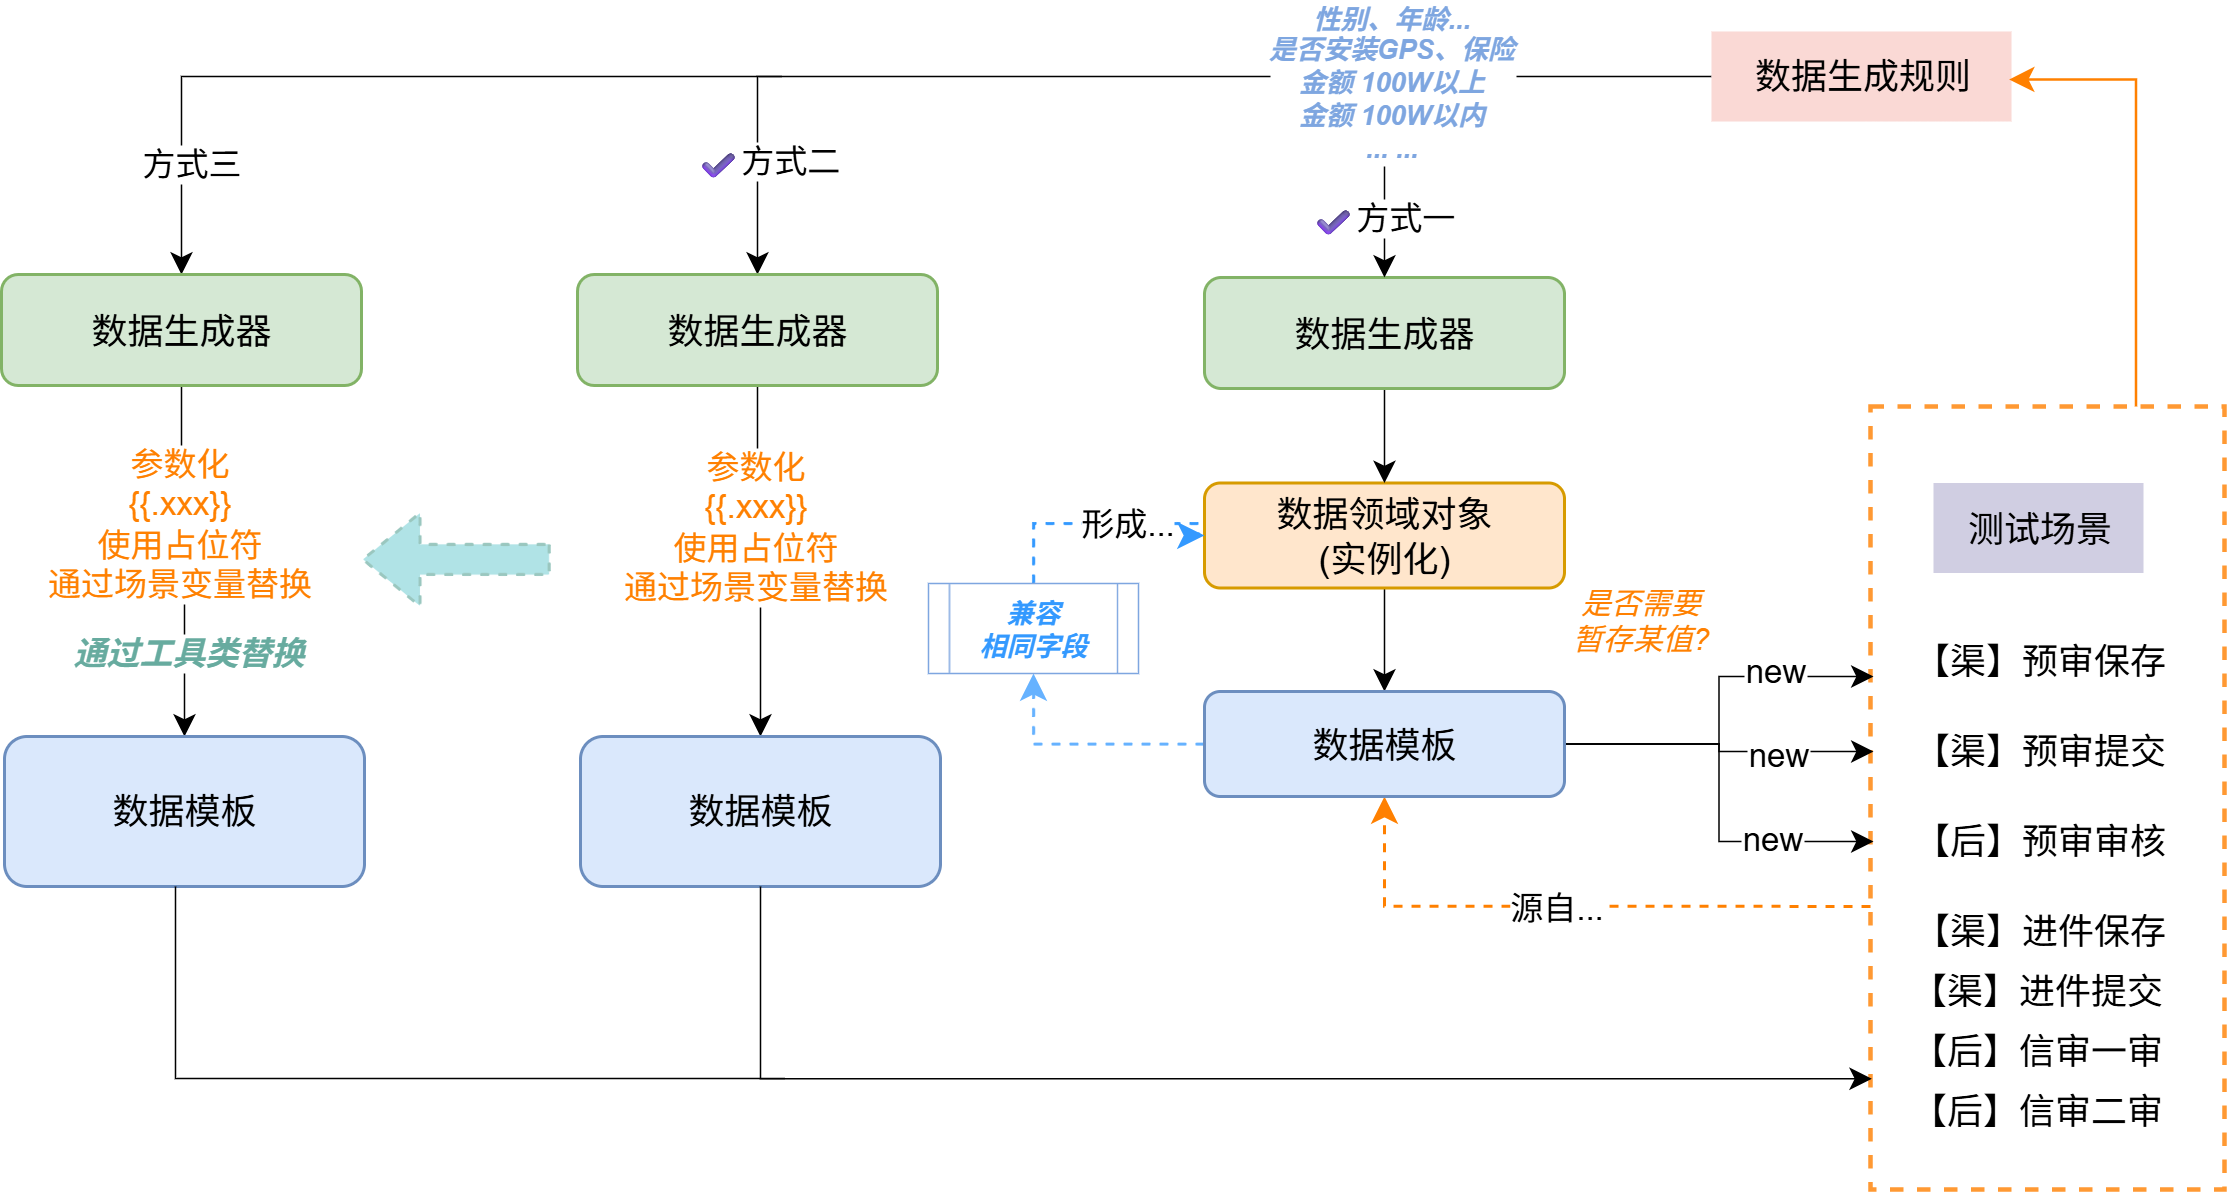 性别、年龄...
是否安装GPS、保险
金额 100W以上
金额 100W以内
... ...
数据生成规则
方式三
方式二
方式一
数据生成器
数据生成器
数据生成器
参数化
{{.xxx}}
使用占位符
通过场景变量替换
通过工具类替换
参数化
{{.xxx}}
使用占位符
通过场景变量替换
形成...
数据领域对象
(实例化)
兼容
相同字段
是否需要
暂存某值?
数据模板
数据模板
数据模板
new
new
new
源自...
测试场景
【渠】预审保存
【渠】预审提交
【后】预审审核
【渠】进件保存
【渠】进件提交
【后】信审一审
【后】信审二审